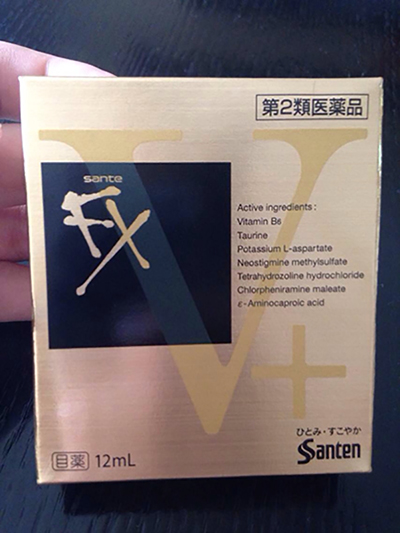 第2類医薬品
V
sante
FX
Active ingredients :
Vitamin B6
Taurine
Potassium L-aspartate
Neostigmine methylsulfate
Tetrahydrozoline hydrochloride
Chlorpheniramine maleate
ε-Aminocaproic acid
+
ひとみ・すこやか
Santen
目薬 12mL